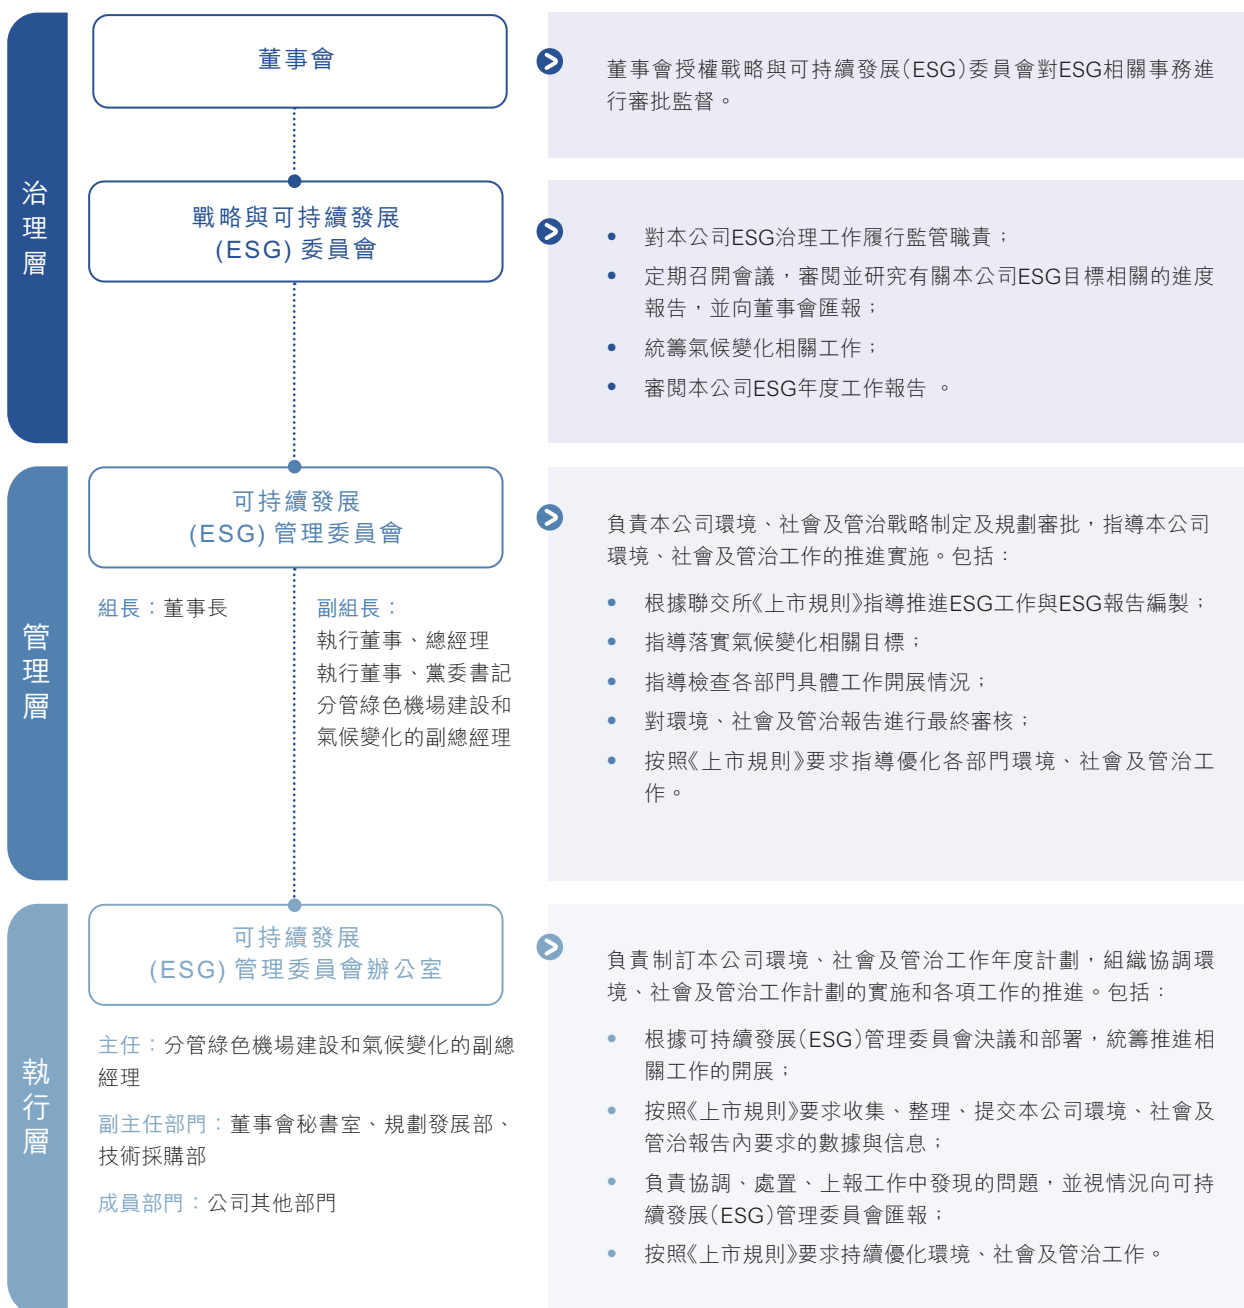 治理層
董事會
董事會授權戰略與可持續發展(ESG)委員會對ESG相關事務進
行審批監督。
戰略與可持續發展
(ESG) 委員會
• 對本公司ESG治理工作履行監管職責；
• 定期召開會議，審閱並研究有關本公司ESG目標相關的進度
報告，並向董事會匯報；
• 統籌氣候變化相關工作；
• 審閱本公司ESG年度工作報告 。
管理層
可持續發展
(ESG) 管理委員會
組長：董事長
副組長：
執行董事、總經理
執行董事、黨委書記
分管綠色機場建設和
氣候變化的副總經理
負責本公司環境、社會及管治戰略制定及規劃審批，指導本公司
環境、社會及管治工作的推進實施。包括：
• 根據聯交所《上市規則》指導推進ESG工作與ESG報告編製；
• 指導落實氣候變化相關目標；
• 指導檢查各部門具體工作開展情況；
• 對環境、社會及管治報告進行最終審核；
• 按照《上市規則》要求指導優化各部門環境、社會及管治工
作。
執行層
可持續發展
(ESG) 管理委員會辦公室
主任：分管綠色機場建設和氣候變化的副總
經理
副主任部門：董事會秘書室、規劃發展部、
技術採購部
成員部門：公司其他部門
負責制訂本公司環境、社會及管治工作年度計劃，組織協調環
境、社會及管治工作計劃的實施和各項工作的推進。包括：
• 根據可持續發展(ESG)管理委員會決議和部署，統籌推進相
關工作的開展；
• 按照《上市規則》要求收集、整理、提交本公司環境、社會及
管治報告內要求的數據與信息；
• 負責協調、處置、上報工作中發現的問題，並視情況向可持
續發展(ESG)管理委員會匯報；
• 按照《上市規則》要求持續優化環境、社會及管治工作。